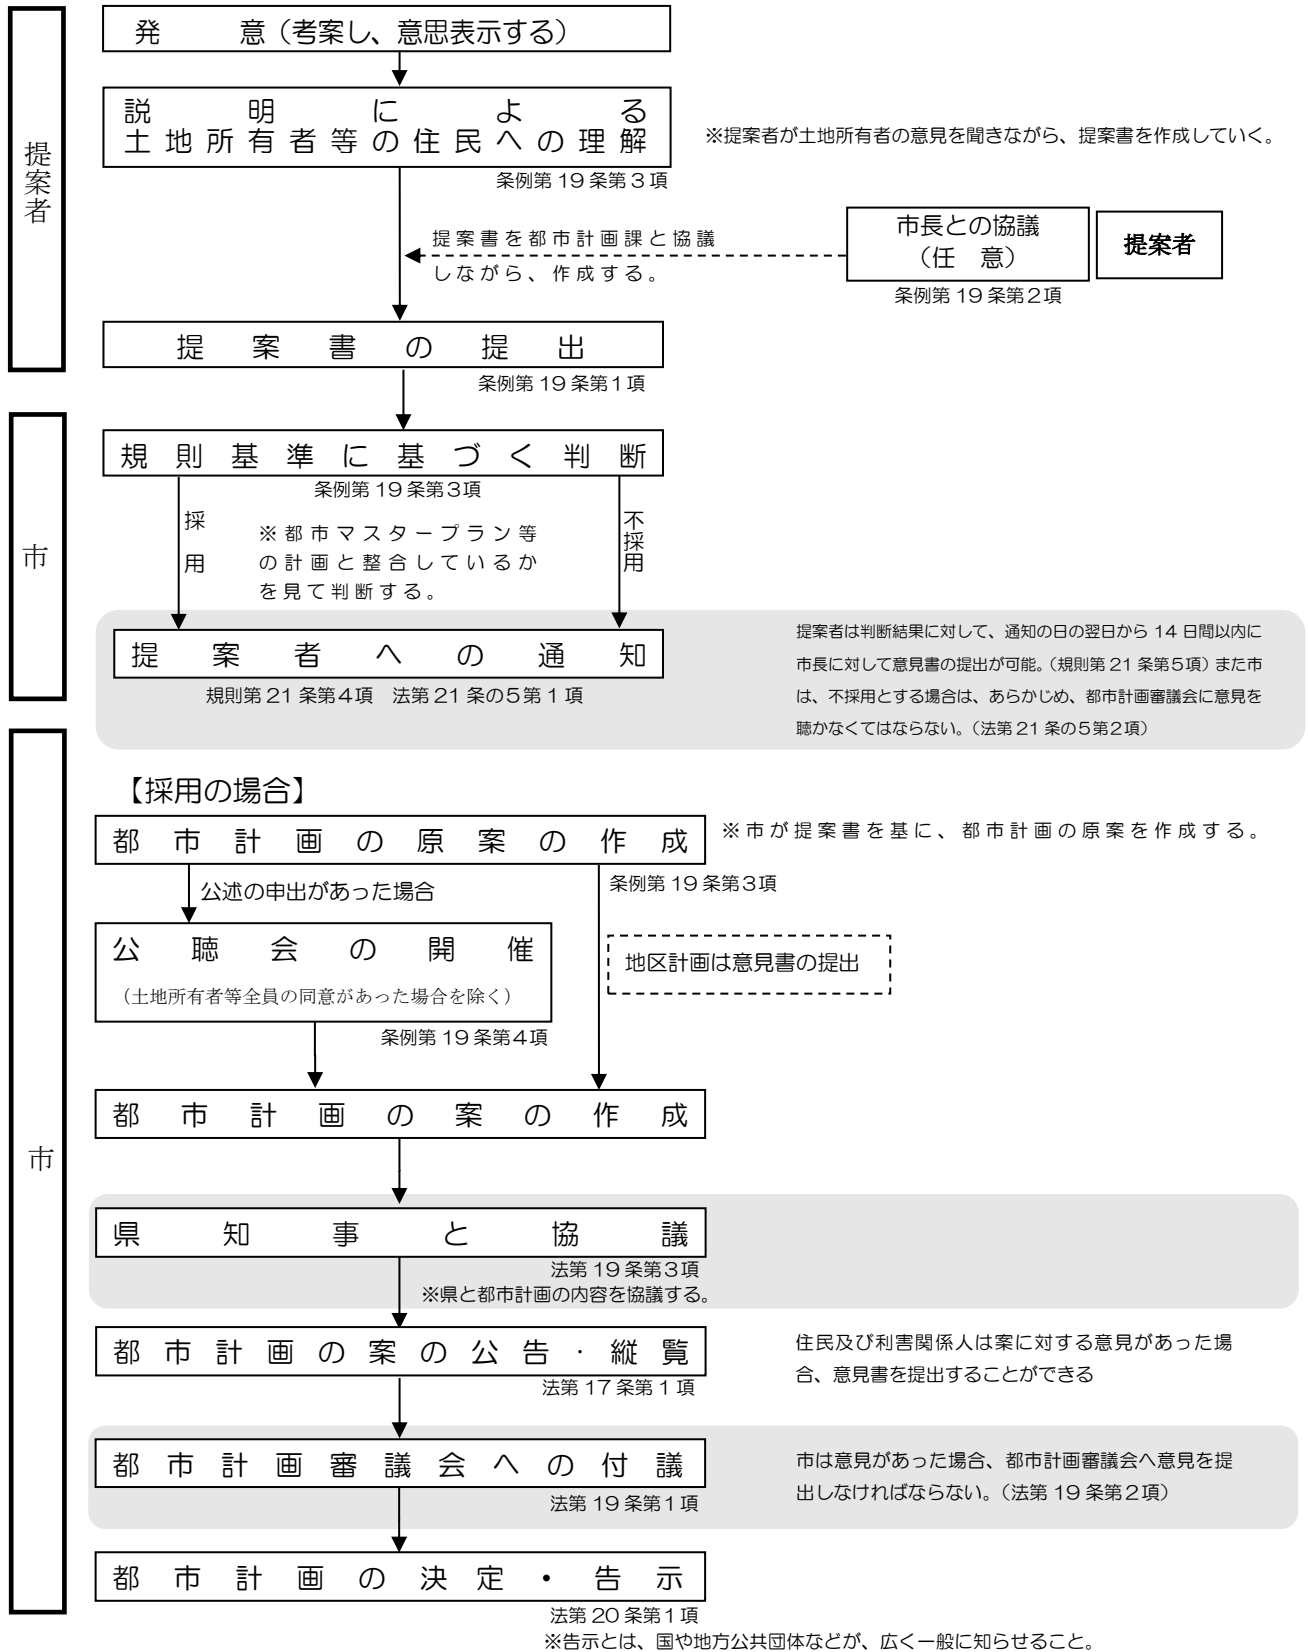 提案者
発　意（考案し、意思表示する）
説明による
土地所有者等の住民への理解
※提案者が土地所有者の意見を聞きながら、提案書を作成していく。
条例第19条第3項
提案書を都市計画課と協議
しながら、作成する。
市長との協議
（任　意）
提案者
条例第19条第2項
提案書の提出
条例第19条第1項
市
規則基準に基づく判断
条例第19条第3項
採用
※都市マスタープラン等
の計画と整合しているか
を見て判断する。
不採用
提案者への通知
規則第21条第4項　法第21条の5第1項
提案者は判断結果に対して、通知の日の翌日から14日間以内に
市長に対して意見書の提出が可能。（規則第21条第5項）また市
は、不採用とする場合は、あらかじめ、都市計画審議会に意見を
聴かなくてはならない。（法第21条の5第2項）
市
【採用の場合】
都市計画の原案の作成
※市が提案書を基に、都市計画の原案を作成する。
条例第19条第3項
公述の申出があった場合
公聴会の開催
（土地所有者等全員の同意があった場合を除く）
条例第19条第4項
地区計画は意見書の提出
都市計画の案の作成
県知事と協議
法第19条第3項
※県と都市計画の内容を協議する。
都市計画の案の公告・縦覧
法第17条第1項
住民及び利害関係人は案に対する意見があった場
合、意見書を提出することができる
都市計画審議会への付議
法第19条第1項
市は意見があった場合、都市計画審議会へ意見を提
出しなければならない。（法第19条第2項）
都市計画の決定・告示
法第20条第1項
※告示とは、国や地方公共団体などが、広く一般に知らせること。